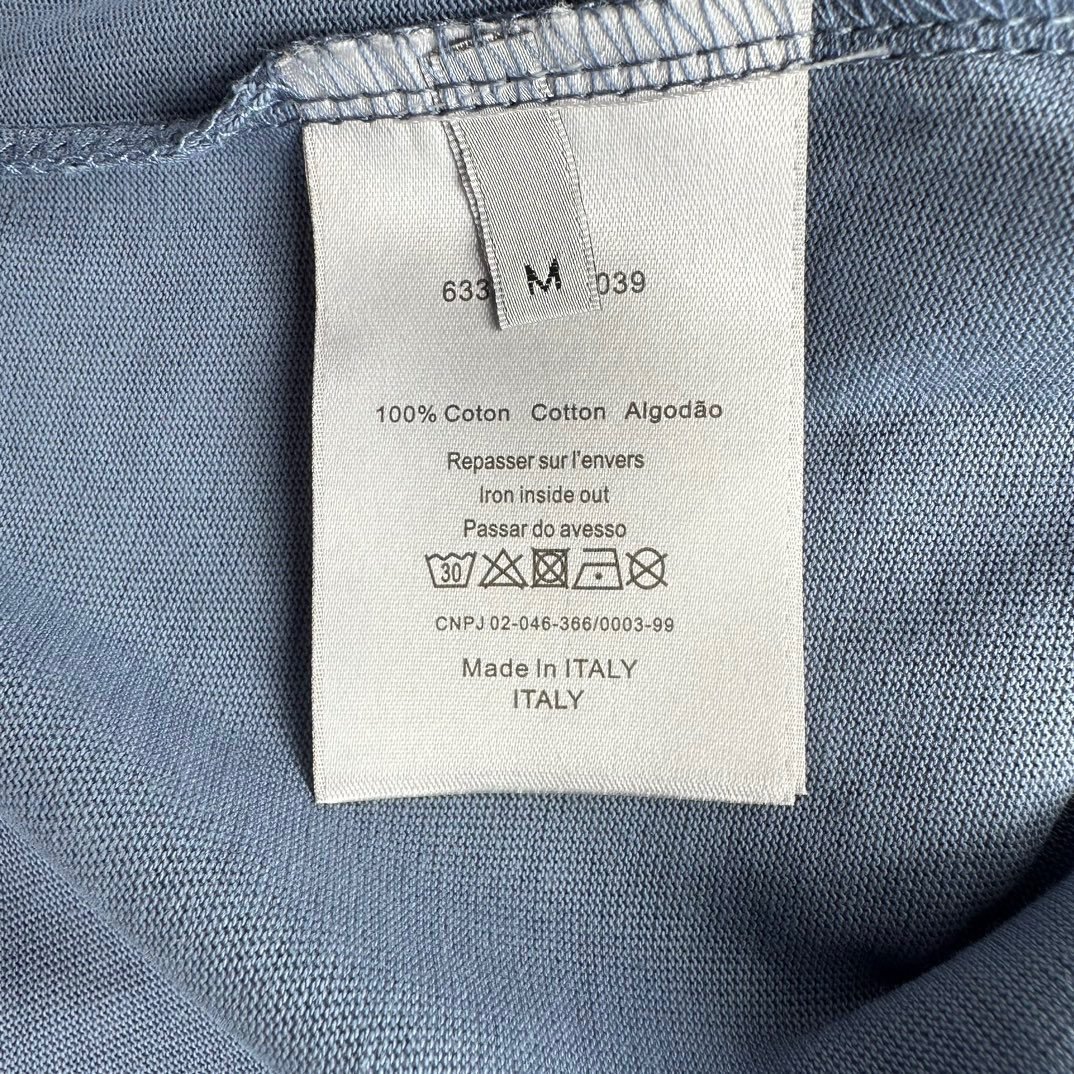 M
633 039
100% Coton Cotton Algodão
Repasser sur l'envers
Iron inside out
Passar do avesso
30
CNPJ 02-046-366/0003-99
Made In ITALY
ITALY